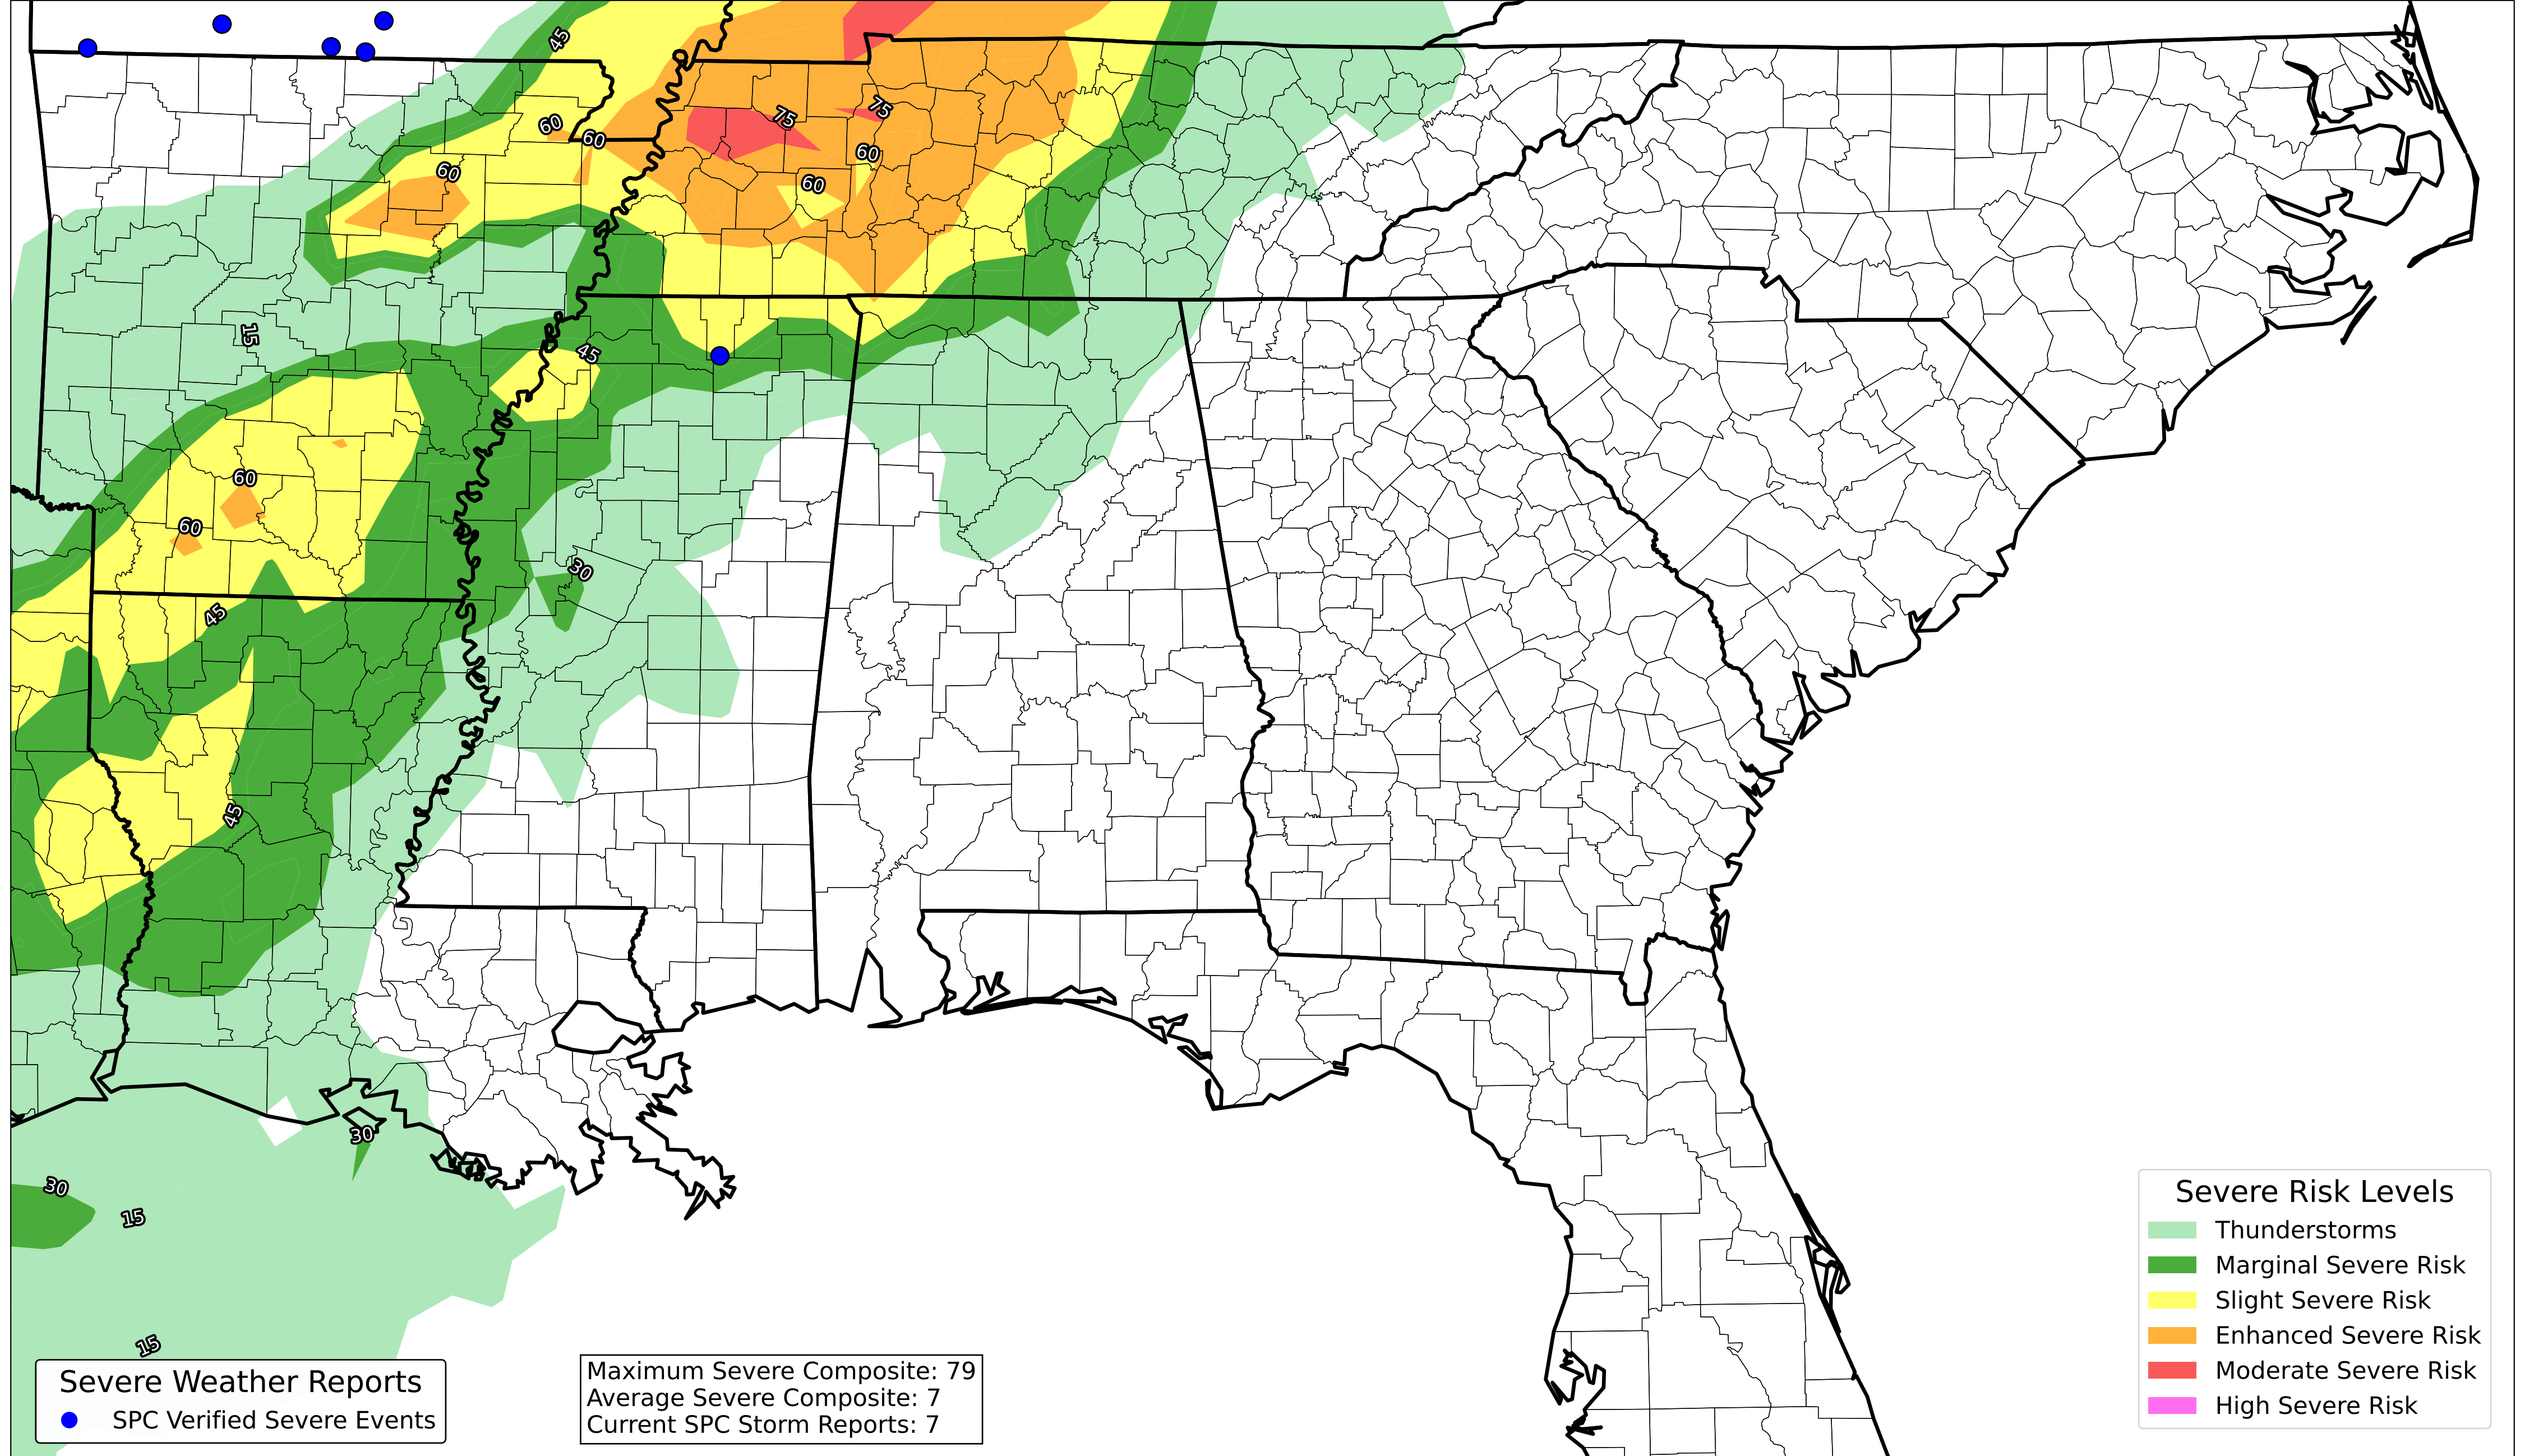 45
75
75
60
60
60
60
60
15
45
60
60
30
45
45
30
30
15
15
Severe Weather Reports
SPC Verified Severe Events
Maximum Severe Composite: 79
Average Severe Composite: 7
Current SPC Storm Reports: 7
Severe Risk Levels
Thunderstorms
Marginal Severe Risk
Slight Severe Risk
Enhanced Severe Risk
Moderate Severe Risk
High Severe Risk